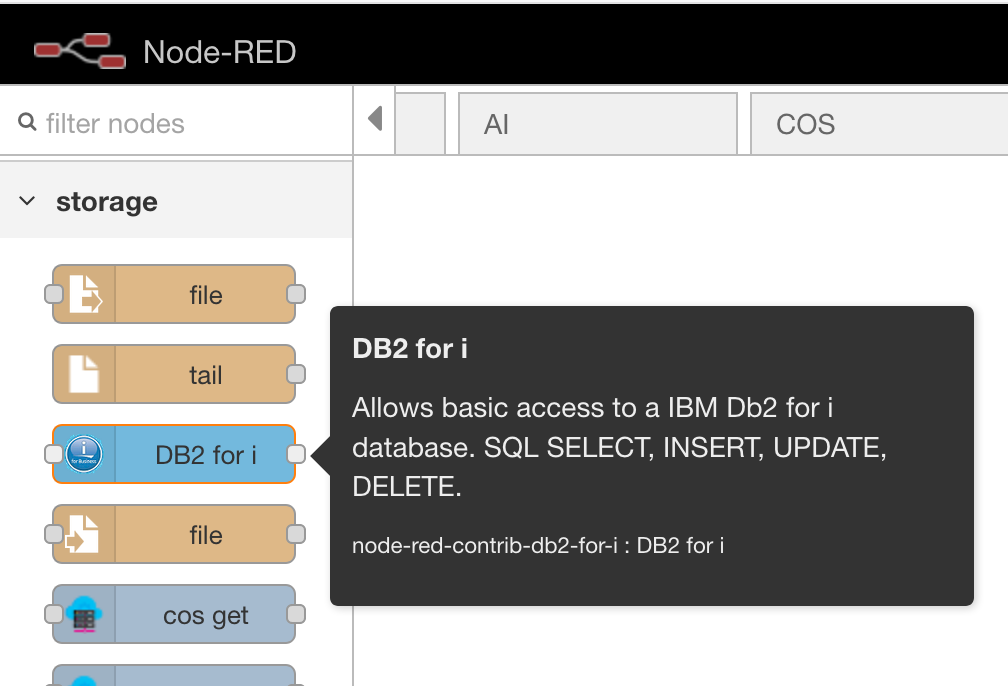 Node-RED
filter nodes
AI
COS
storage
file
tail
DB2 for i
file
cos get
DB2 for i
Allows basic access to a IBM Db2 for i
database. SQL SELECT, INSERT, UPDATE,
DELETE.
node-red-contrib-db2-for-i : DB2 for i